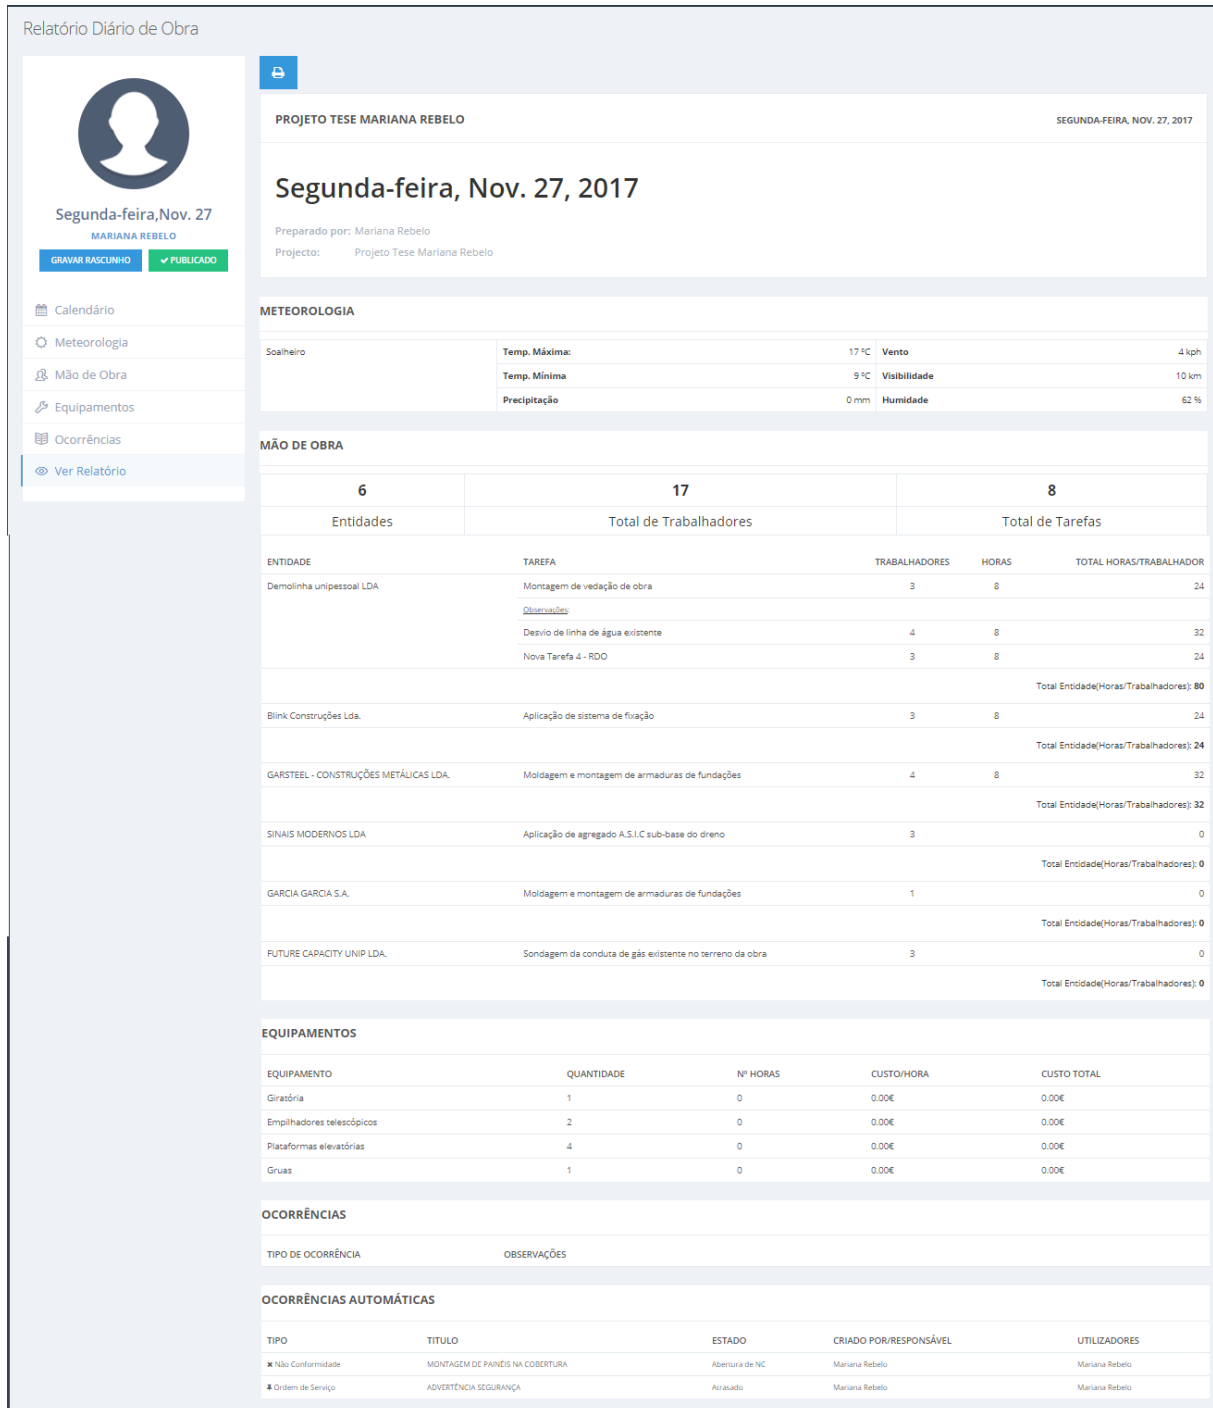 Relatório Diário de Obra
Segunda-feira,Nov. 27
MARIANA REBELO
GRAVAR RASCUNHO
PUBLICADO
Calendário
Meteorologia
Mão de Obra
Equipamentos
Ocorrências
Ver Relatório
PROJETO TESE MARIANA REBELO SEGUNDA-FEIRA, NOV. 27, 2017
Segunda-feira, Nov. 27, 2017
Preparado por: Mariana Rebelo
Projecto: Projeto Tese Mariana Rebelo
METEOROLOGIA
Soalheiro Temp. Máxima: 17 ºC Vento 4 kph
Temp. Mínima 9 ºC Visibilidade 10 km
Precipitação 0 mm Humidade 62 %
MÃO DE OBRA
6 17 8
Entidades Total de Trabalhadores Total de Tarefas
ENTIDADE TAREFA TRABALHADORES HORAS TOTAL HORAS/TRABALHADOR
Demolinha unipessoal LDA Montagem de vedação de obra 3 8 24
Observações:
Desvio de linha de água existente 4 8 32
Nova Tarefa 4 - RDO 3 8 24
Total Entidade(Horas/Trabalhadores): 80
Blink Construções Lda. Aplicação de sistema de fixação 3 8 24
Total Entidade(Horas/Trabalhadores): 24
GARSTEEL - CONSTRUÇÕES METÁLICAS LDA. Moldagem e montagem de armaduras de fundações 4 8 32
Total Entidade(Horas/Trabalhadores): 32
SINAIS MODERNOS LDA Aplicação de agregado A.S.I.C sub-base do dreno 3 0
Total Entidade(Horas/Trabalhadores): 0
GARCIA GARCIA S.A. Moldagem e montagem de armaduras de fundações 1 0
Total Entidade(Horas/Trabalhadores): 0
FUTURE CAPACITY UNIP LDA. Sondagem da conduta de gás existente no terreno da obra 3 0
Total Entidade(Horas/Trabalhadores): 0
EQUIPAMENTOS
EQUIPAMENTO QUANTIDADE Nº HORAS CUSTO/HORA CUSTO TOTAL
Giratória 1 0 0.00€ 0.00€
Empilhadores telescópicos 2 0 0.00€ 0.00€
Plataformas elevatórias 4 0 0.00€ 0.00€
Gruas 1 0 0.00€ 0.00€
OCORRÊNCIAS
TIPO DE OCORRÊNCIA OBSERVAÇÕES
OCORRÊNCIAS AUTOMÁTICAS
TIPO TITULO ESTADO CRIADO POR/RESPONSÁVEL UTILIZADORES
Não Conformidade MONTAGEM DE PAINÉIS NA COBERTURA Abertura de NC Mariana Rebelo Mariana Rebelo
Ordem de Serviço ADVERTÊNCIA SEGURANÇA Atrasado Mariana Rebelo Mariana Rebelo